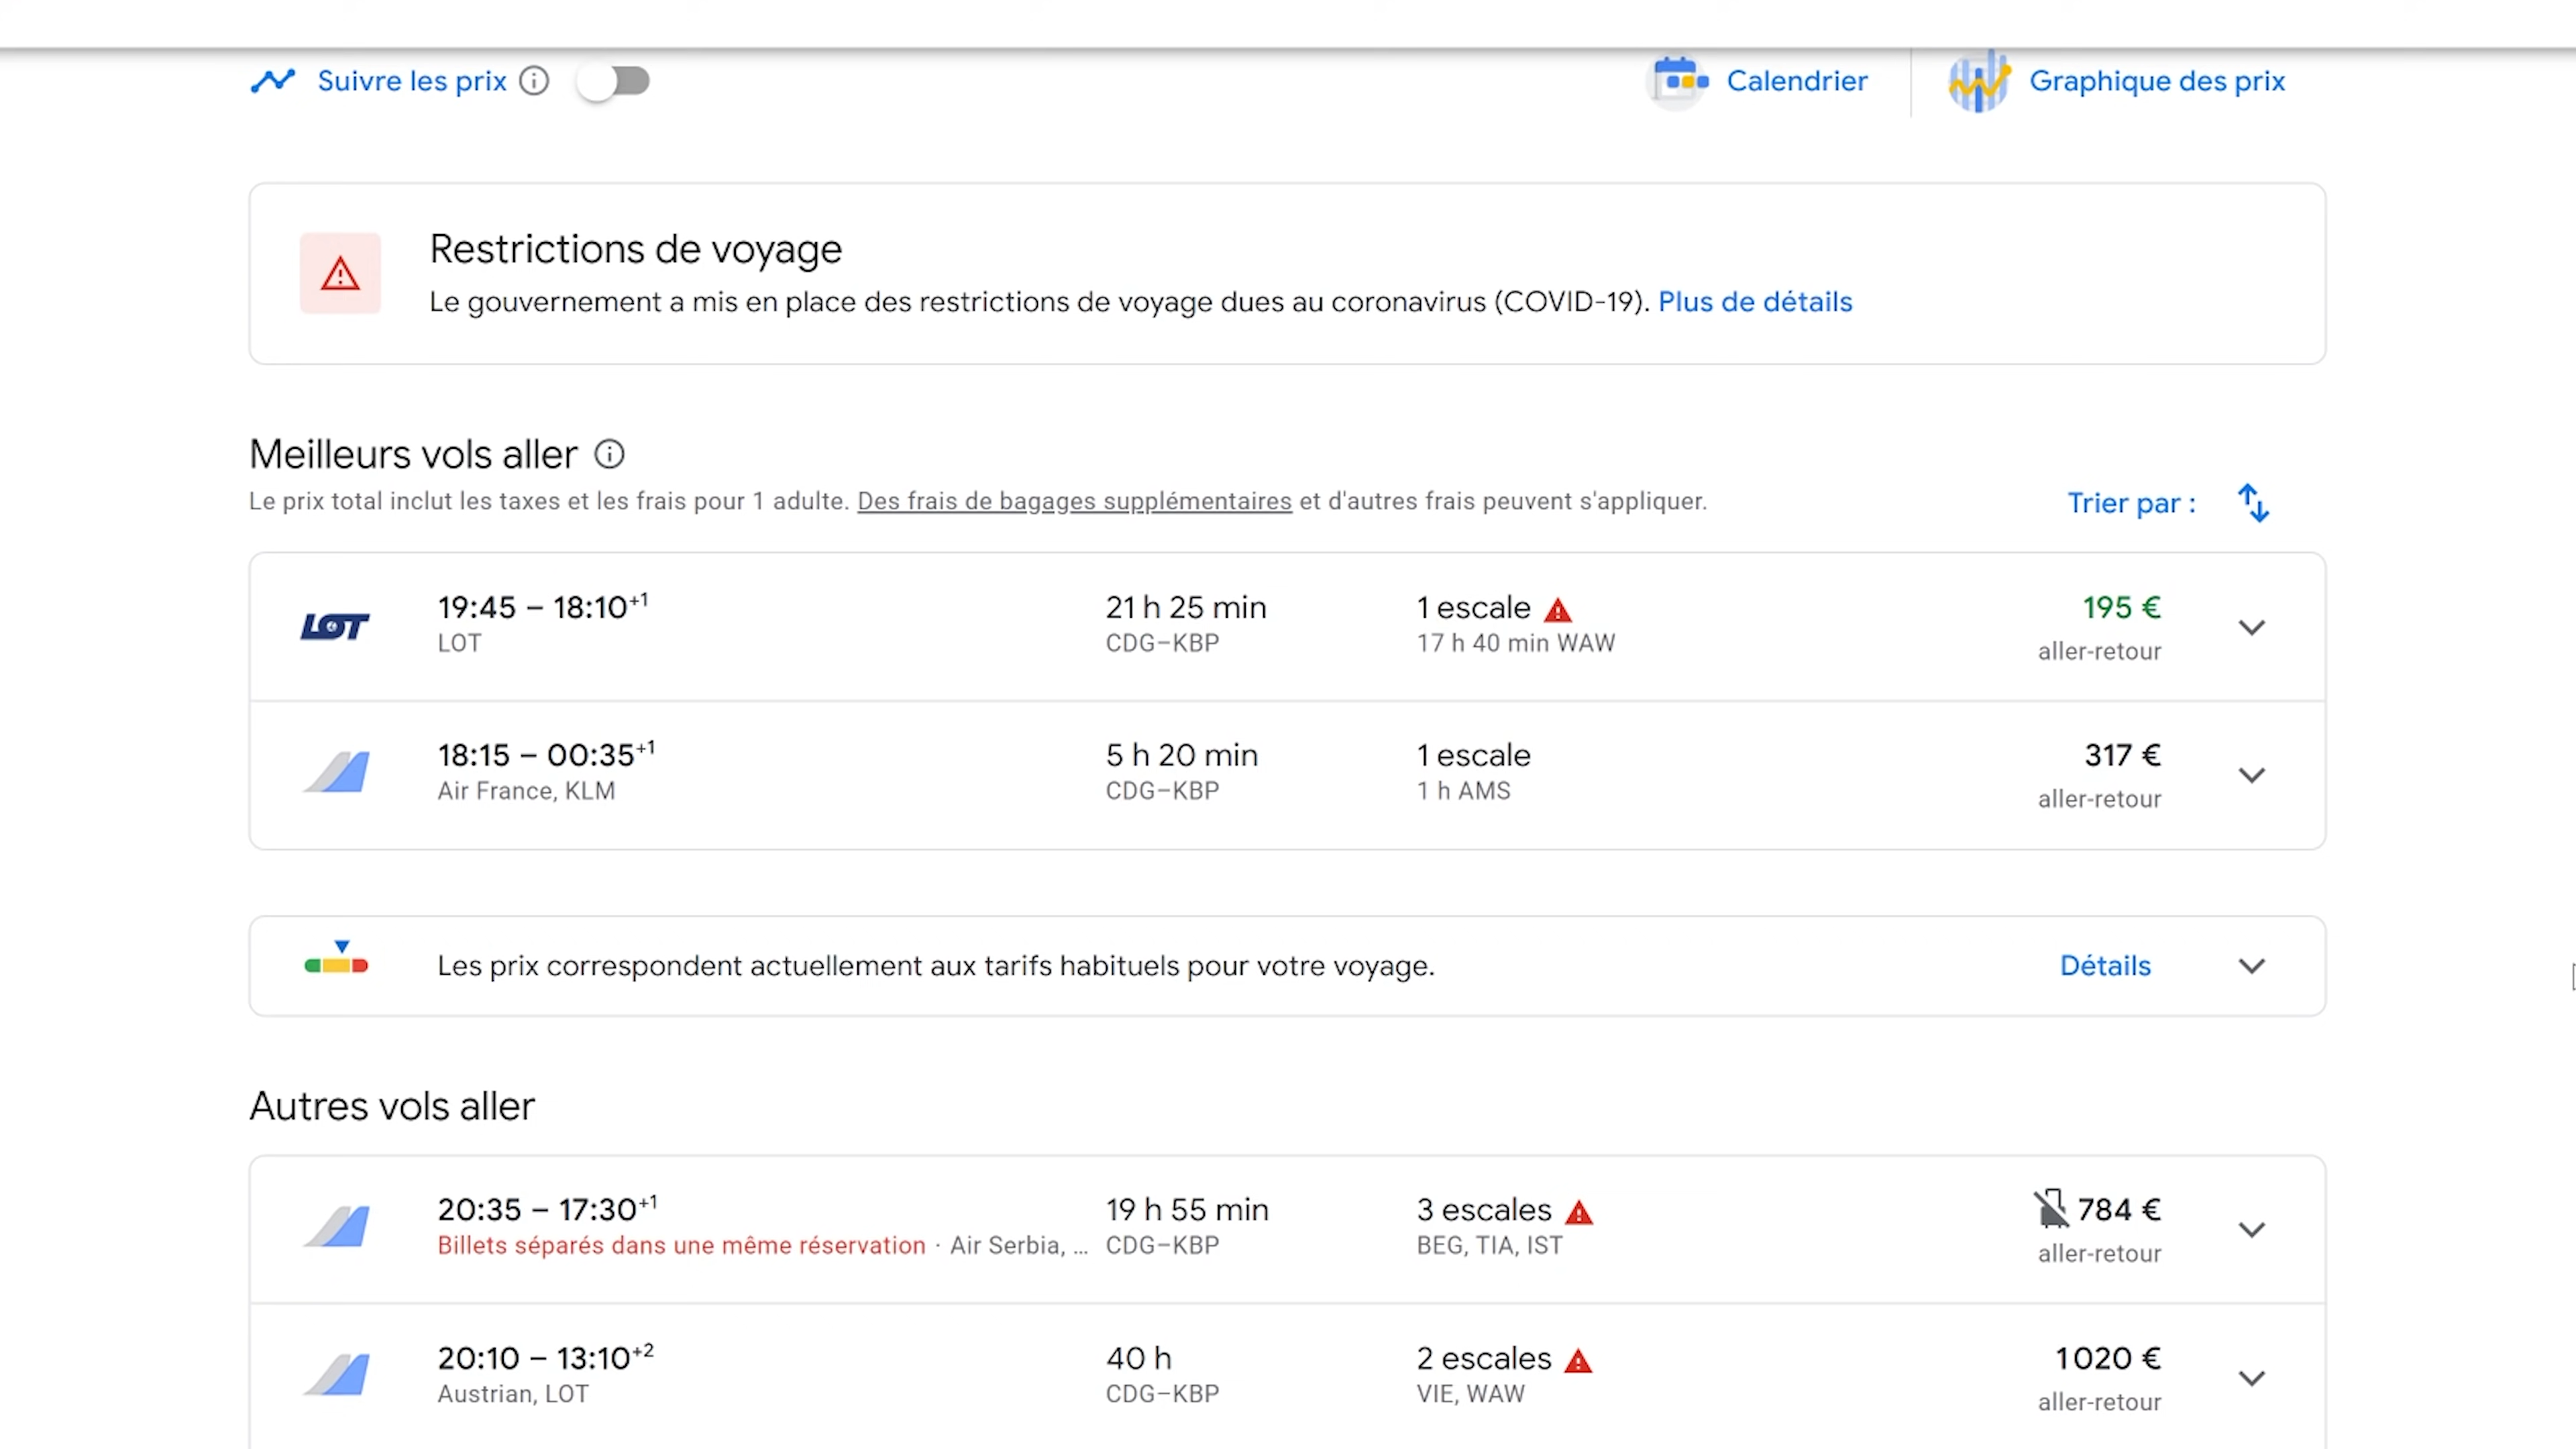 Suivre les prix
Calendrier
Graphique des prix
Restrictions de voyage
Le gouvernement a mis en place des restrictions de voyage dues au coronavirus (COVID-19). Plus de détails
Meilleurs vols aller
Le prix total inclut les taxes et les frais pour 1 adulte. Des frais de bagages supplémentaires et d'autres frais peuvent s'appliquer.
Trier par :
LOT
19:45 – 18:10+1
LOT
21 h 25 min
CDG–KBP
1 escale
17 h 40 min WAW
195 €
aller-retour
18:15 – 00:35+1
Air France, KLM
5 h 20 min
CDG–KBP
1 escale
1 h AMS
317 €
aller-retour
Les prix correspondent actuellement aux tarifs habituels pour votre voyage.
Détails
Autres vols aller
20:35 – 17:30+1
Billets séparés dans une même réservation · Air Serbia, ...
19 h 55 min
CDG–KBP
3 escales
BEG, TIA, IST
784 €
aller-retour
20:10 – 13:10+2
Austrian, LOT
40 h
CDG–KBP
2 escales
VIE, WAW
1 020 €
aller-retour